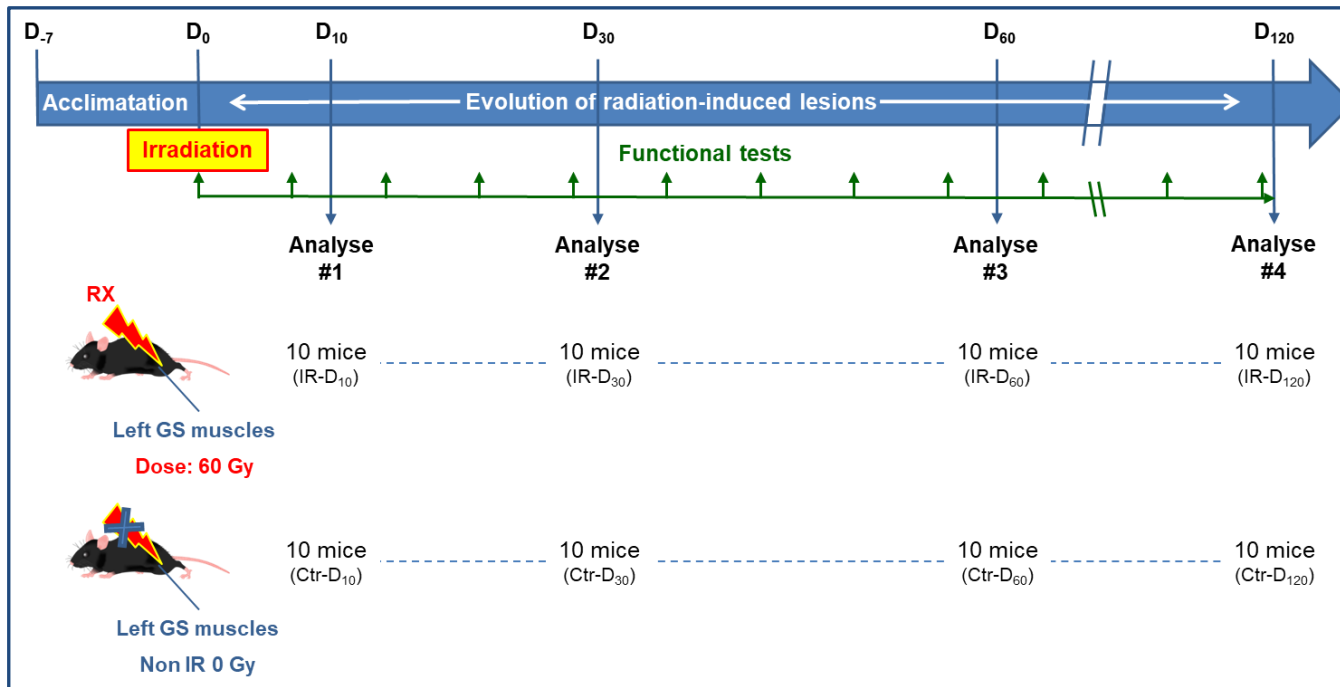 D-7 D0 D10 D30 D60 D120
Acclimatation Evolution of radiation-induced lesions
Irradiation
Functional tests
Analyse Analyse Analyse Analyse
#1 #2 #3 #4
RX
10 mice 10 mice 10 mice 10 mice
(IR-D10) (IR-D30) (IR-D60) (IR-D120)
Left GS muscles
Dose: 60 Gy
10 mice 10 mice 10 mice 10 mice
(Ctr-D10) (Ctr-D30) (Ctr-D60) (Ctr-D120)
Left GS muscles
Non IR 0 Gy